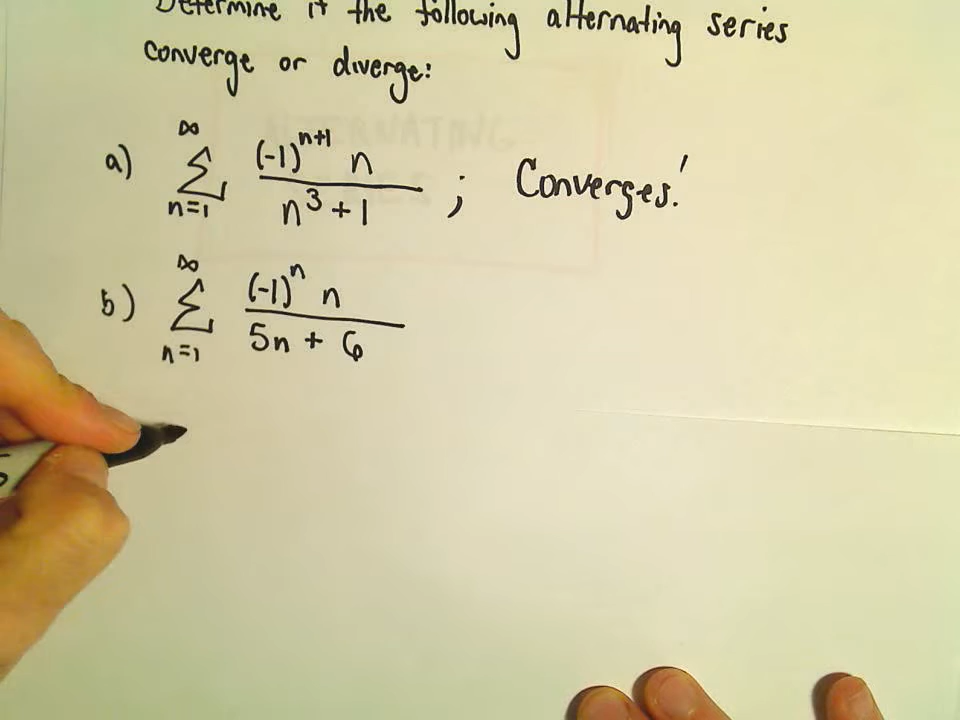 Determine if the following alternating series
converge or diverge:
a) ∞ Σ n=1 (-1)^{n+1} n / n^3 + 1 ; Converges!
b) ∞ Σ n=1 (-1)^n n / 5n + 6